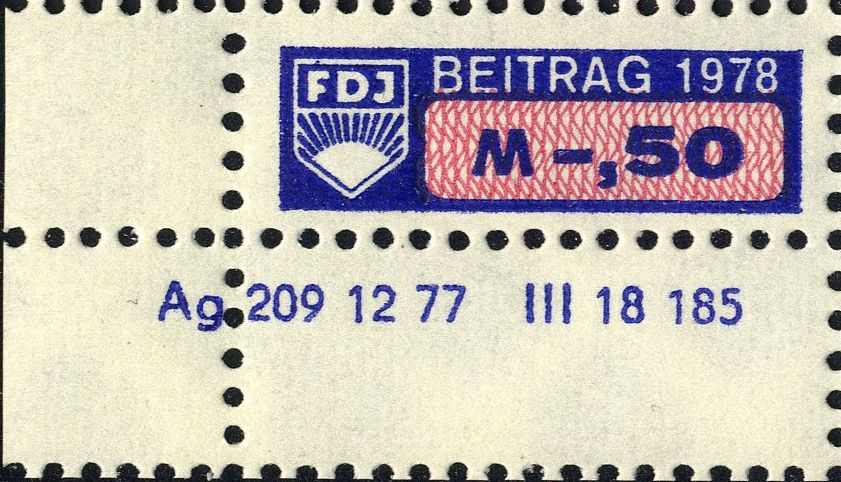 FDJ
BEITRAG 1978
M -,50
Ag 209 12 77 III 18 185